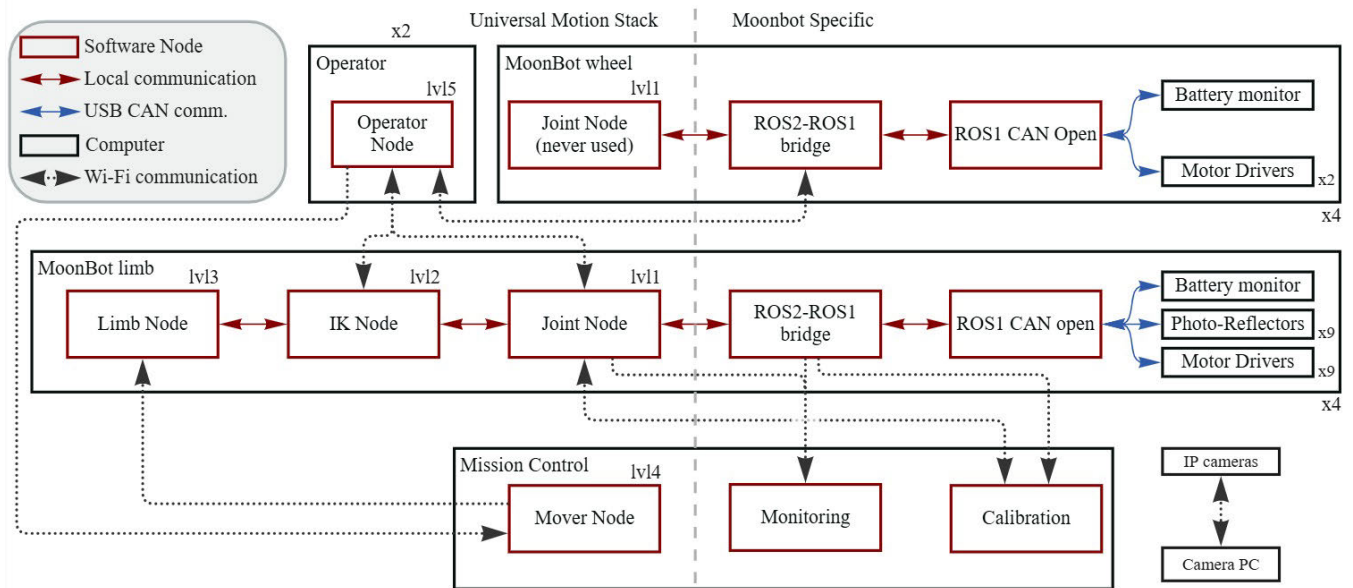 Universal Motion Stack
Moonbot Specific
Software Node
Local communication
USB CAN comm.
Computer
Wi-Fi communication
x2
Operator
lvl5
Operator
Node
MoonBot wheel
lvl1
Joint Node
(never used)
ROS2-ROS1
bridge
ROS1 CAN Open
Battery monitor
Motor Drivers
x2
x4
MoonBot limb
lvl3
Limb Node
lvl2
IK Node
lvl1
Joint Node
ROS2-ROS1
bridge
ROS1 CAN open
Battery monitor
Photo-Reflectors
x9
Motor Drivers
x9
x4
Mission Control
lvl4
Mover Node
Monitoring
Calibration
IP cameras
Camera PC